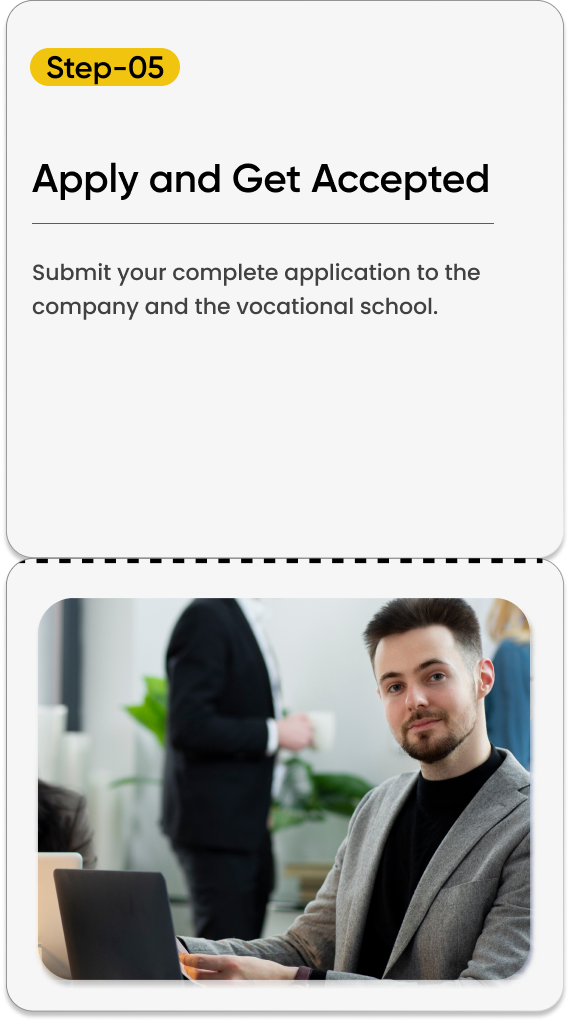 Step-05
Apply and Get Accepted
Submit your complete application to the
company and the vocational school.